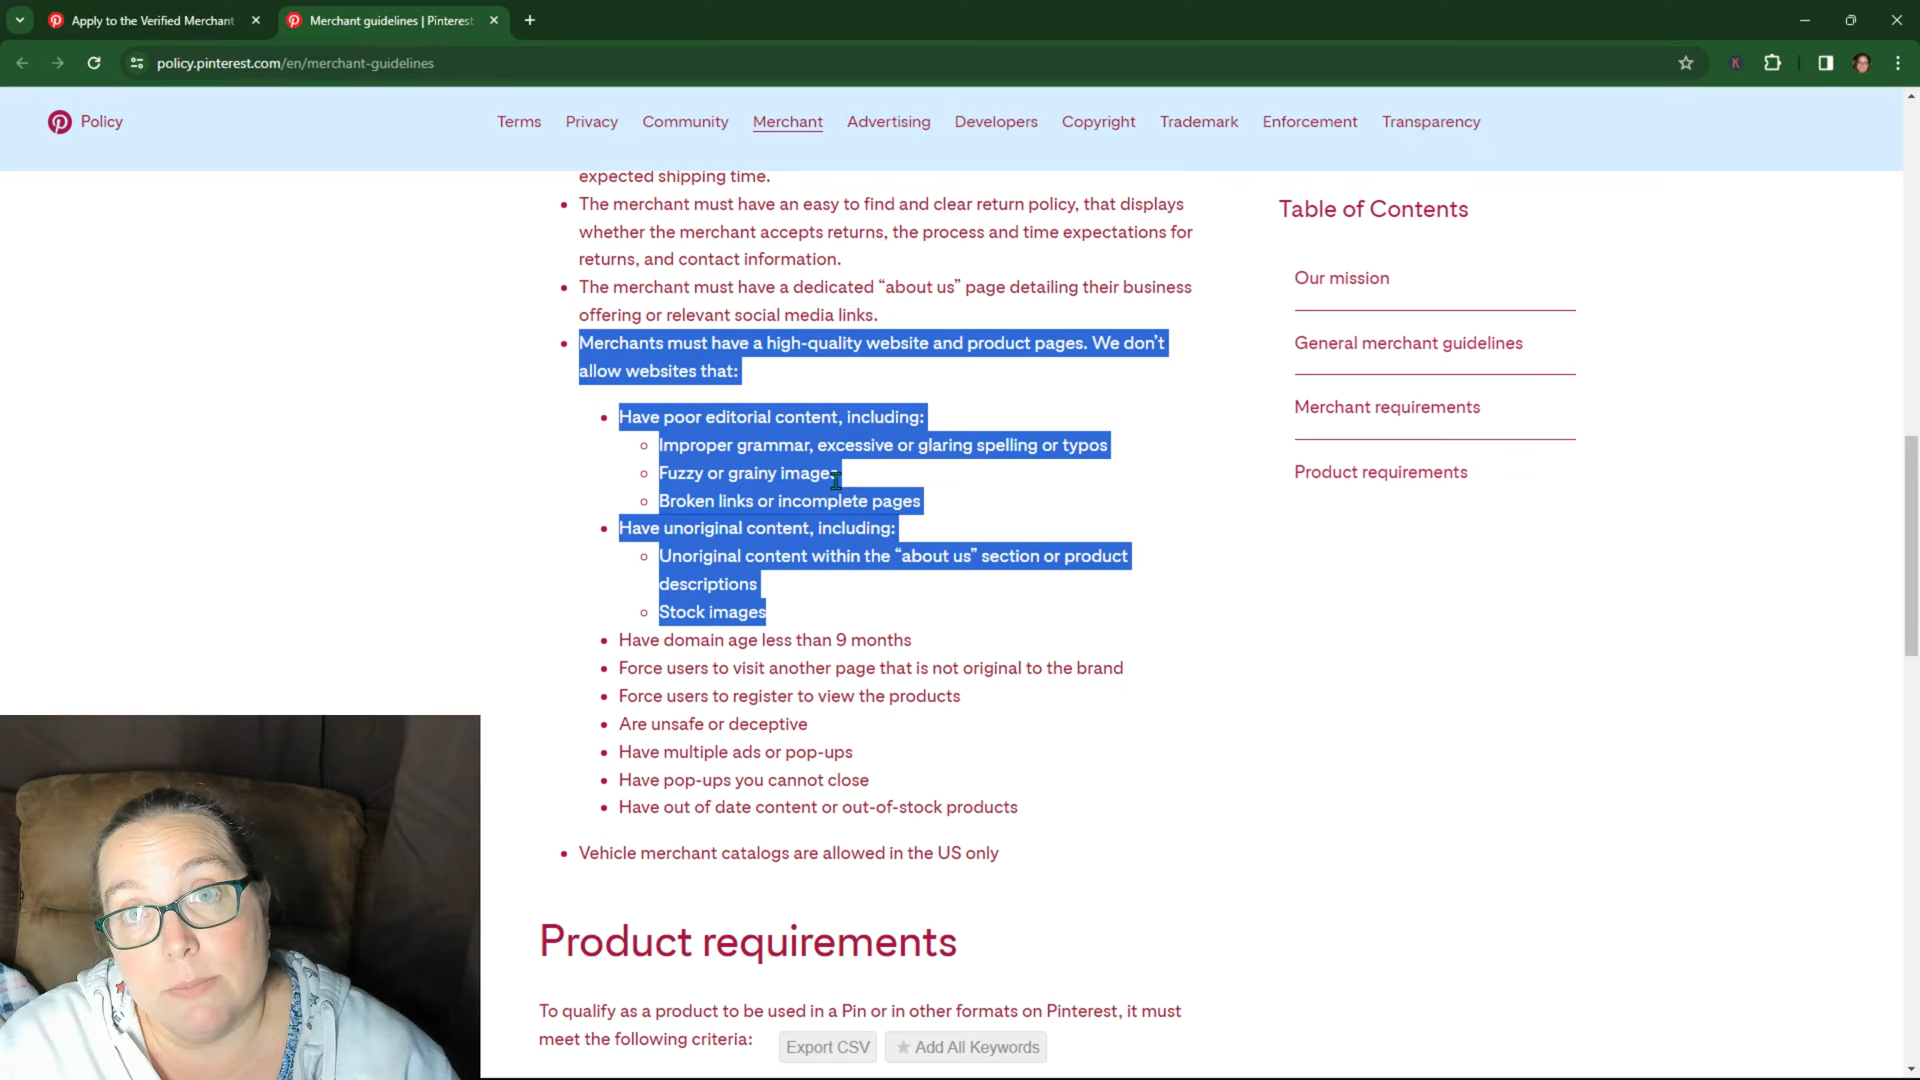 Apply to the Verified Merchant
Merchant guidelines | Pinterest
policy.pinterest.com/en/merchant-guidelines
K
Policy
Terms
Privacy
Community
Merchant
Advertising
Developers
Copyright
Trademark
Enforcement
Transparency
expected shipping time.
The merchant must have an easy to find and clear return policy, that displays
whether the merchant accepts returns, the process and time expectations for
returns, and contact information.
The merchant must have a dedicated “about us” page detailing their business
offering or relevant social media links.
Merchants must have a high-quality website and product pages. We don’t
allow websites that:
Have poor editorial content, including:
Improper grammar, excessive or glaring spelling or typos
Fuzzy or grainy images
Broken links or incomplete pages
Have unoriginal content, including:
Unoriginal content within the “about us” section or product
descriptions
Stock images
Have domain age less than 9 months
Force users to visit another page that is not original to the brand
Force users to register to view the products
Are unsafe or deceptive
Have multiple ads or pop-ups
Have pop-ups you cannot close
Have out of date content or out-of-stock products
Vehicle merchant catalogs are allowed in the US only
Product requirements
To qualify as a product to be used in a Pin or in other formats on Pinterest, it must
meet the following criteria:
Export CSV
Add All Keywords
Table of Contents
Our mission
General merchant guidelines
Merchant requirements
Product requirements